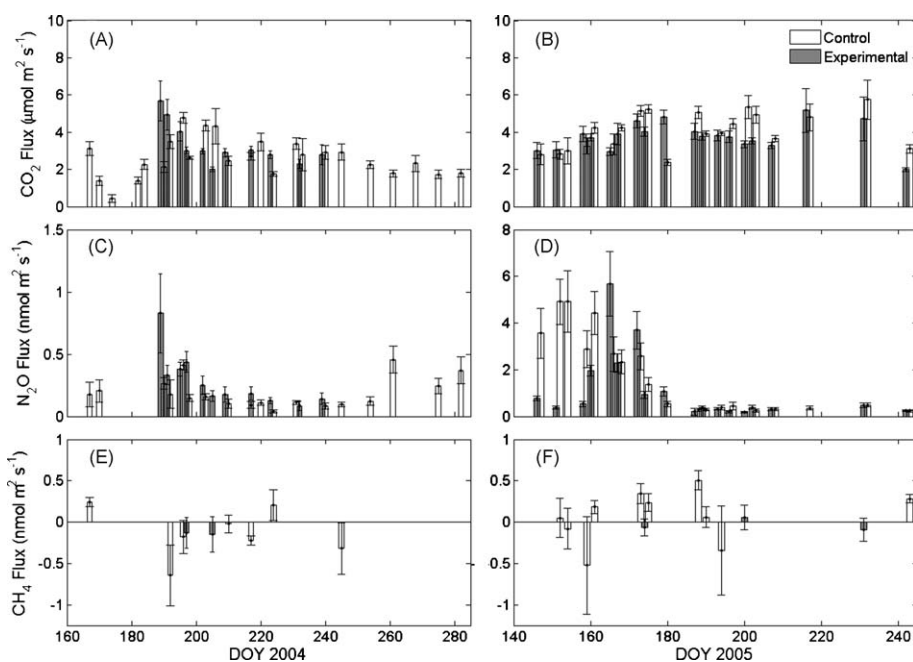 (A)
CO₂ Flux (μmol m² s⁻¹)
10
8
6
4
2
0
(B)
Control
Experimental
10
8
6
4
2
0
(C)
N₂O Flux (nmol m² s⁻¹)
1.5
1
0.5
0
(D)
8
6
4
2
0
(E)
CH₄ Flux (nmol m² s⁻¹)
1
0.5
0
-0.5
-1
160 180 200 220 240 260 280
DOY 2004
(F)
1
0.5
0
-0.5
-1
140 160 180 200 220 240
DOY 2005